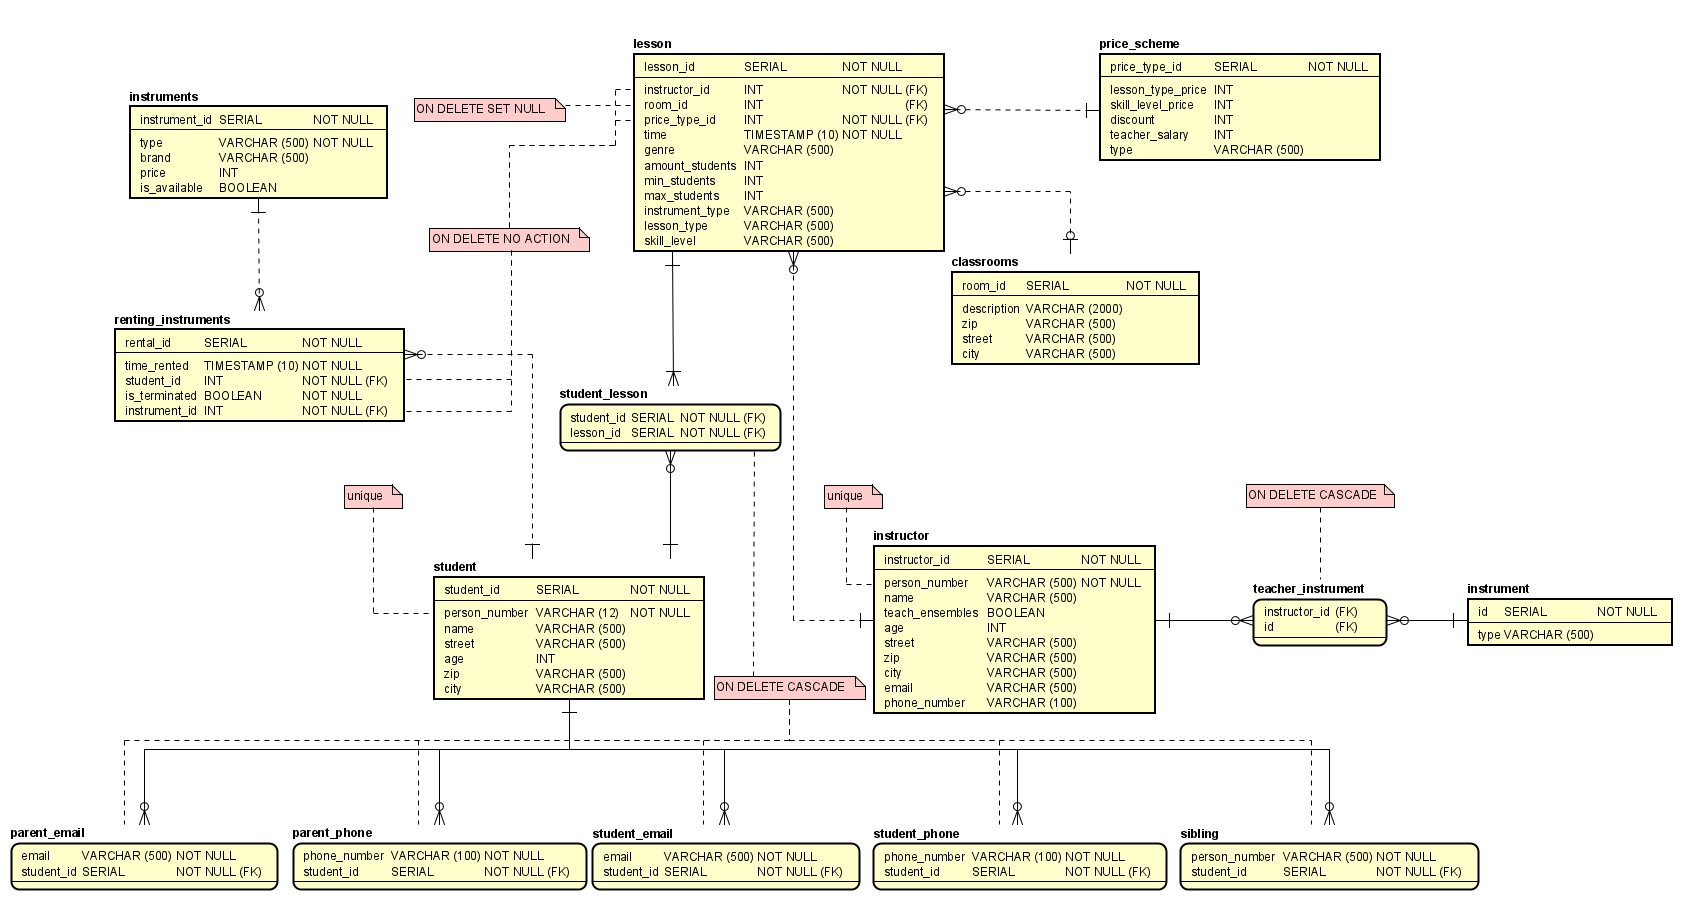 lesson
lesson_id SERIAL NOT NULL
instructor_id INT NOT NULL (FK)
room_id INT (FK)
price_type_id INT NOT NULL (FK)
time TIMESTAMP (10) NOT NULL
genre VARCHAR (500)
amount_students INT
min_students INT
max_students INT
instrument_type VARCHAR (500)
lesson_type VARCHAR (500)
skill_level VARCHAR (500)
price_scheme
price_type_id SERIAL NOT NULL
lesson_type_price INT
skill_level_price INT
discount INT
teacher_salary INT
type VARCHAR (500)
instruments
instrument_id SERIAL NOT NULL
type VARCHAR (500) NOT NULL
brand VARCHAR (500)
price INT
is_available BOOLEAN
ON DELETE SET NULL
ON DELETE NO ACTION
classrooms
room_id SERIAL NOT NULL
description VARCHAR (2000)
zip VARCHAR (500)
street VARCHAR (500)
city VARCHAR (500)
renting_instruments
rental_id SERIAL NOT NULL
time_rented TIMESTAMP (10) NOT NULL
student_id INT NOT NULL (FK)
is_terminated BOOLEAN NOT NULL
instrument_id INT NOT NULL (FK)
student_lesson
student_id SERIAL NOT NULL (FK)
lesson_id SERIAL NOT NULL (FK)
unique
unique
ON DELETE CASCADE
student
student_id SERIAL NOT NULL
person_number VARCHAR (12) NOT NULL
name VARCHAR (500)
street VARCHAR (500)
age INT
zip VARCHAR (500)
city VARCHAR (500)
instructor
instructor_id SERIAL NOT NULL
person_number VARCHAR (500) NOT NULL
name VARCHAR (500)
teach_ensembles BOOLEAN
age INT
street VARCHAR (500)
zip VARCHAR (500)
city VARCHAR (500)
email VARCHAR (500)
phone_number VARCHAR (100)
teacher_instrument
instructor_id (FK)
id (FK)
instrument
id SERIAL NOT NULL
type VARCHAR (500)
ON DELETE CASCADE
parent_email
email VARCHAR (500) NOT NULL
student_id SERIAL NOT NULL (FK)
parent_phone
phone_number VARCHAR (100) NOT NULL
student_id SERIAL NOT NULL (FK)
student_email
email VARCHAR (500) NOT NULL
student_id SERIAL NOT NULL (FK)
student_phone
phone_number VARCHAR (100) NOT NULL
student_id SERIAL NOT NULL (FK)
sibling
person_number VARCHAR (500) NOT NULL
student_id SERIAL NOT NULL (FK)